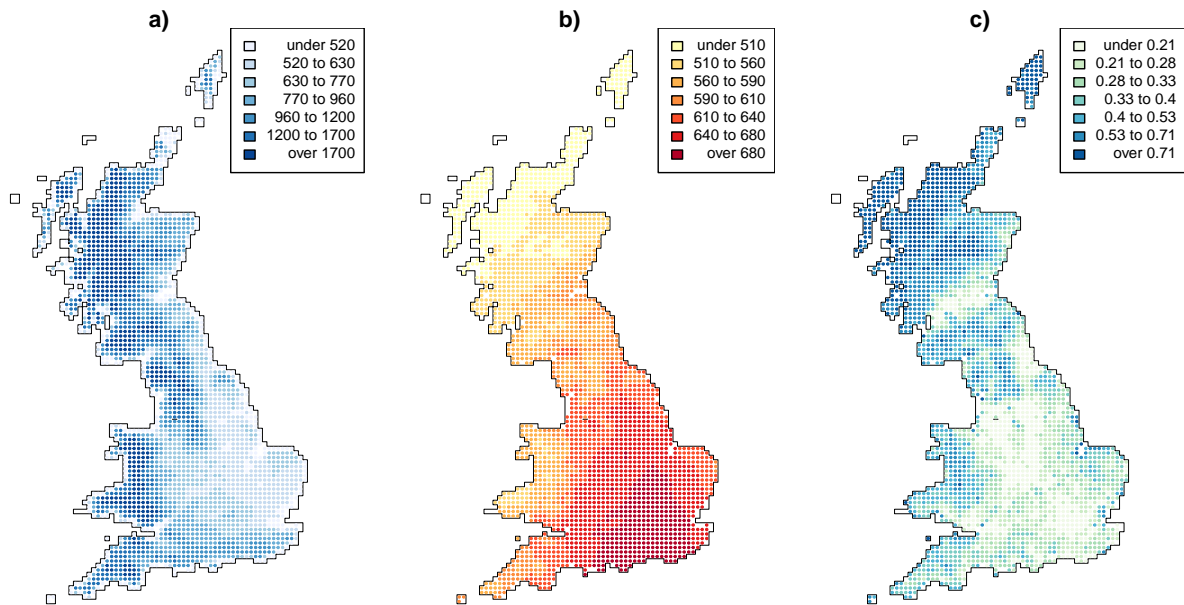 a)
under 520
520 to 630
630 to 770
770 to 960
960 to 1200
1200 to 1700
over 1700
b)
under 510
510 to 560
560 to 590
590 to 610
610 to 640
640 to 680
over 680
c)
under 0.21
0.21 to 0.28
0.28 to 0.33
0.33 to 0.4
0.4 to 0.53
0.53 to 0.71
over 0.71